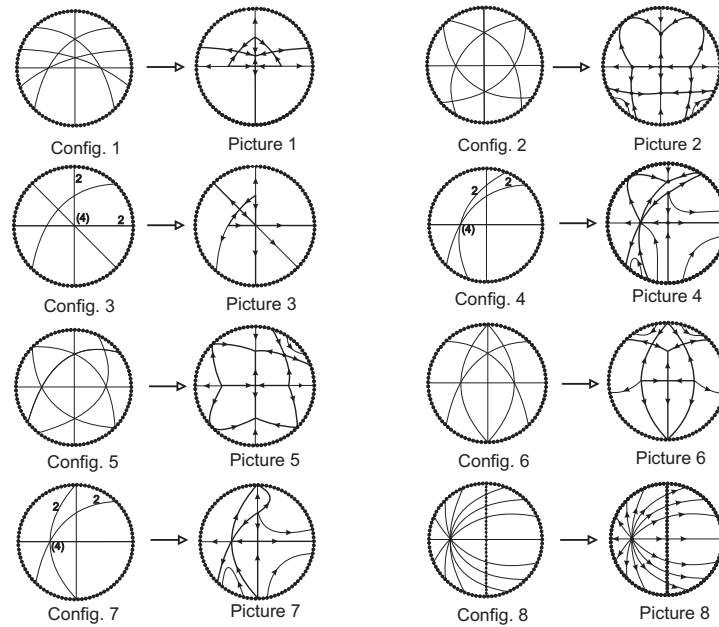 Config. 1
Picture 1
Config. 2
Picture 2
2
(4)
2
Config. 3
Picture 3
2
2
(4)
Config. 4
Picture 4
Config. 5
Picture 5
Config. 6
Picture 6
2
2
(4)
Config. 7
Picture 7
Config. 8
Picture 8